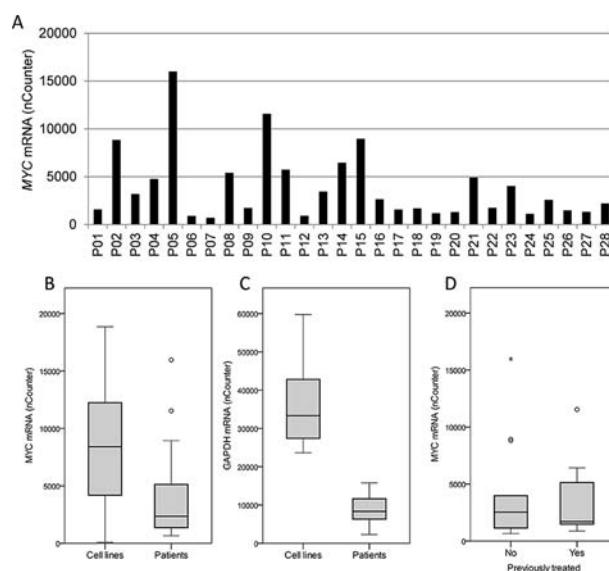 A
MYC mRNA (nCounter)
20000
15000
10000
5000
0
P01 P02 P03 P04 P05 P06 P07 P08 P09 P10 P11 P12 P13 P14 P15 P16 P17 P18 P19 P20 P21 P22 P23 P24 P25 P26 P27 P28
B
MYC mRNA (nCounter)
20000
15000
10000
5000
0
Cell lines Patients
C
GAPDH mRNA (nCounter)
60000
50000
40000
30000
20000
10000
0
Cell lines Patients
D
MYC mRNA (nCounter)
20000
15000
10000
5000
0
No Yes
Previously treated